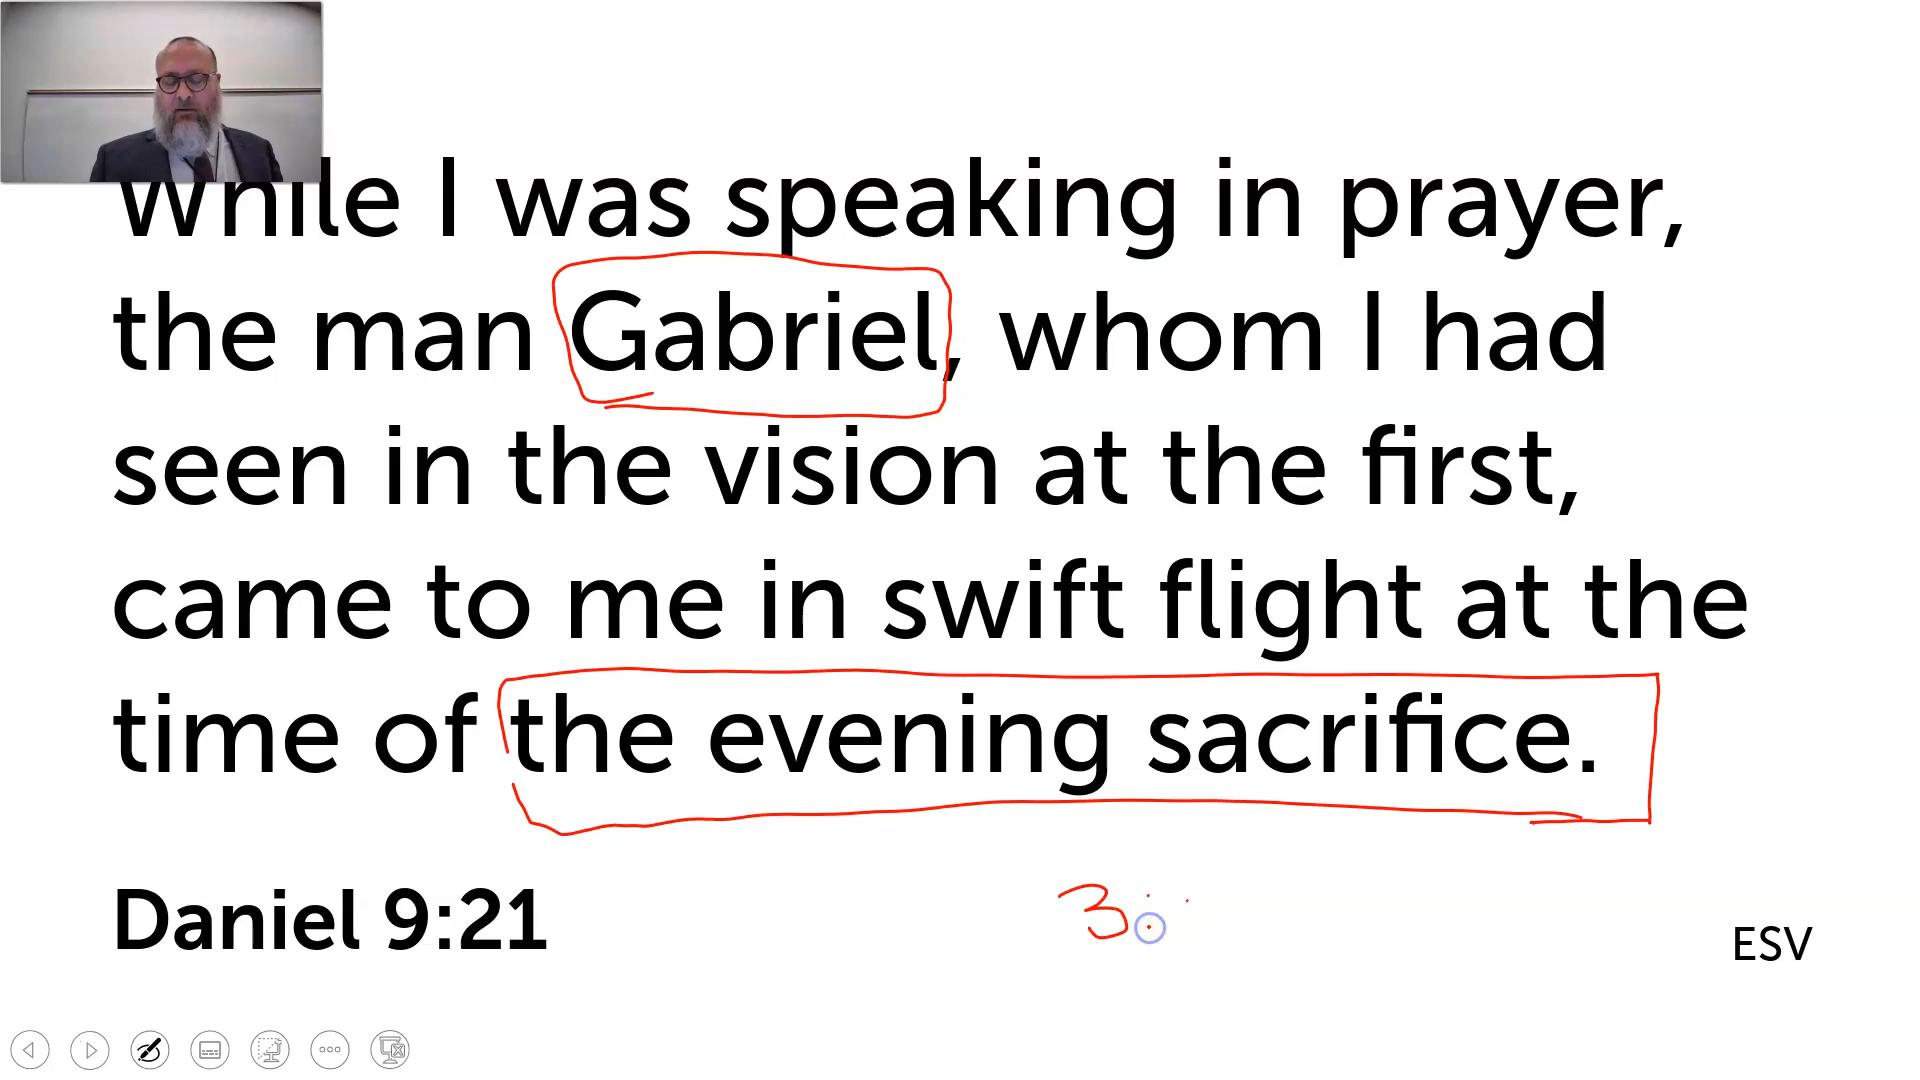 While I was speaking in prayer,
the man Gabriel, whom I had
seen in the vision at the first,
came to me in swift flight at the
time of the evening sacrifice.
Daniel 9:21
3:
ESV